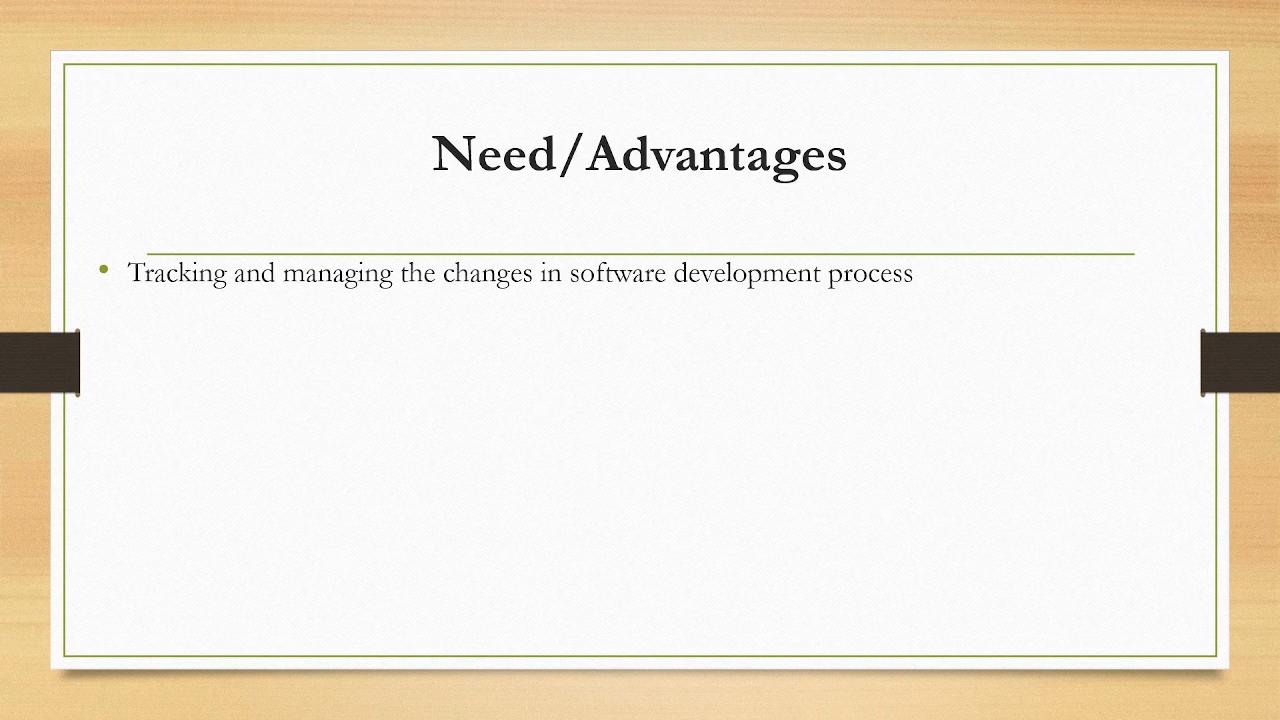 Need/Advantages
• Tracking and managing the changes in software development process